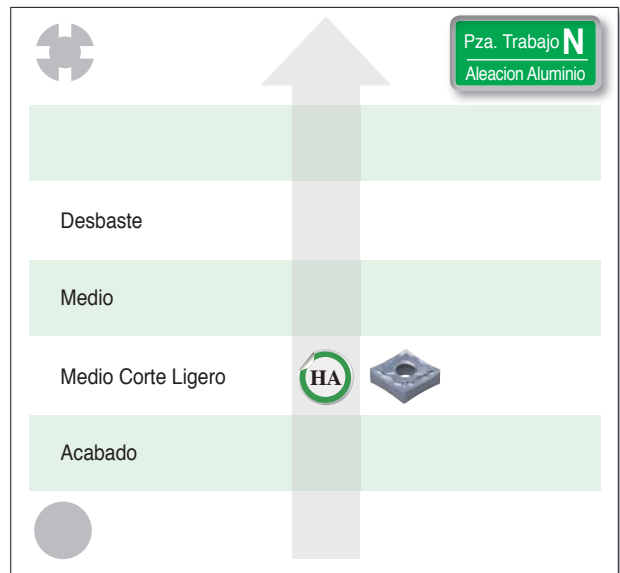 Pza. Trabajo N
Aleacion Aluminio
Desbaste
Medio
Medio Corte Ligero
HA
Acabado